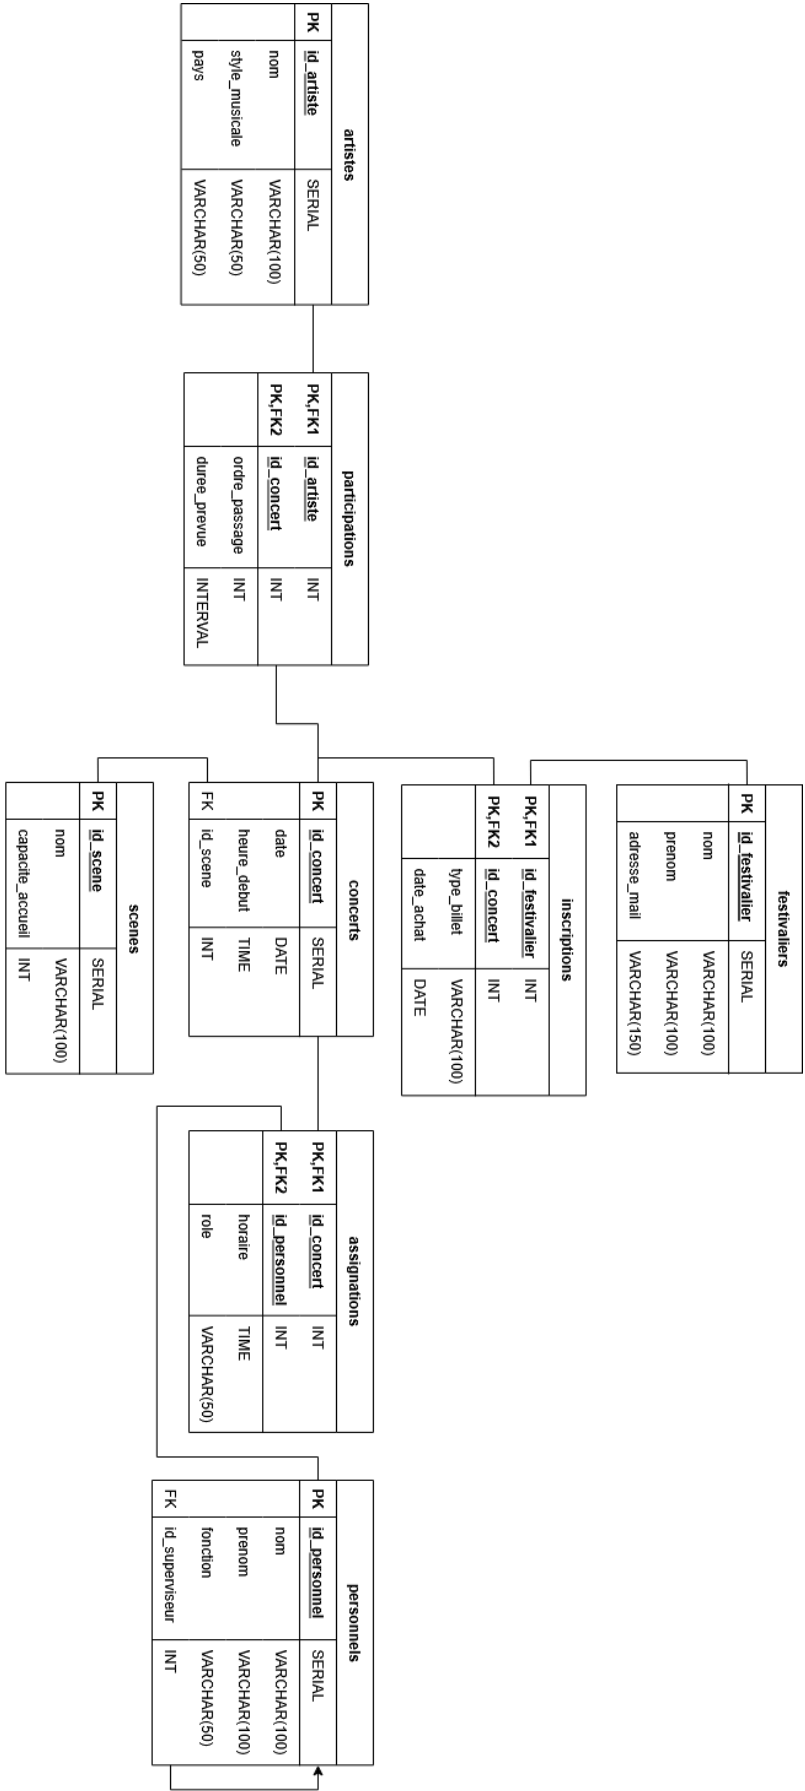 artistes
PK id_artiste SERIAL
nom VARCHAR(100)
style_musicale VARCHAR(50)
pays VARCHAR(50)
participations
PK,FK1 id_artiste INT
PK,FK2 id_concert INT
ordre_passage INT
duree_prevue INTERVAL
festivaliers
PK id_festivalier SERIAL
nom VARCHAR(100)
prenom VARCHAR(100)
adresse_mail VARCHAR(150)
inscriptions
PK,FK1 id_festivalier INT
PK,FK2 id_concert INT
type_billet VARCHAR(100)
date_achat DATE
concerts
PK id_concert SERIAL
date DATE
heure_debut TIME
FK id_scene INT
scenes
PK id_scene SERIAL
nom VARCHAR(100)
capacite_accueil INT
assignations
PK,FK1 id_concert INT
PK,FK2 id_personnel INT
horaire TIME
role VARCHAR(50)
personnels
PK id_personnel SERIAL
nom VARCHAR(100)
prenom VARCHAR(100)
fonction VARCHAR(50)
FK id_superviseur INT